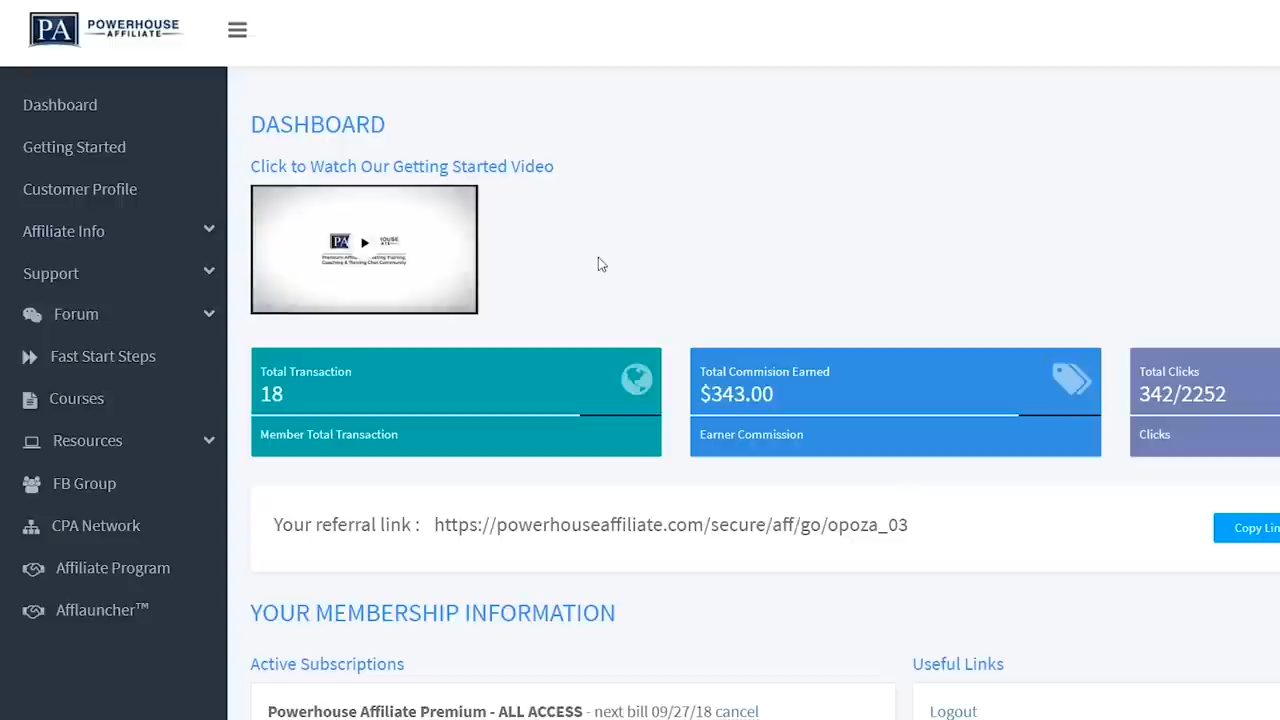 PA POWERHOUSE
AFFILIATE
Dashboard
Getting Started
Customer Profile
Affiliate Info
Support
Forum
Fast Start Steps
Courses
Resources
FB Group
CPA Network
Affiliate Program
Afflauncher™
DASHBOARD
Click to Watch Our Getting Started Video
PA
Total Transaction
18
Member Total Transaction
Total Commision Earned
$343.00
Earner Commission
Total Clicks
342/2252
Clicks
Your referral link : https://powerhouseaffiliate.com/secure/aff/go/opoza_03
Copy Lin
YOUR MEMBERSHIP INFORMATION
Active Subscriptions
Powerhouse Affiliate Premium - ALL ACCESS - next bill 09/27/18 cancel
Useful Links
Logout